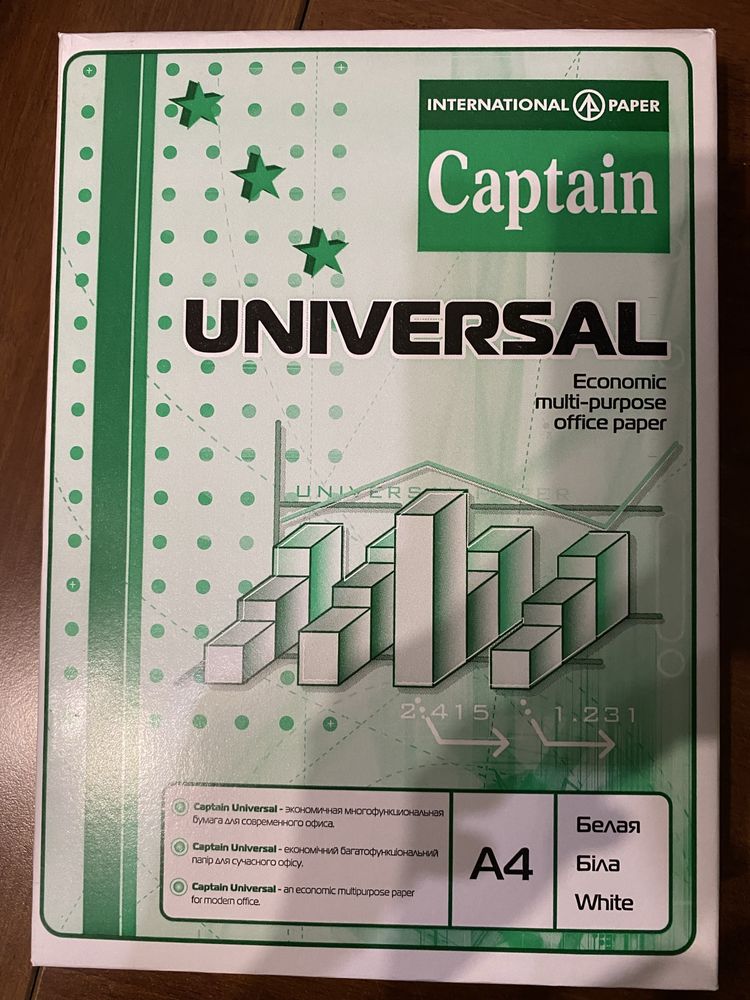 INTERNATIONAL PAPER
Captain
UNIVERSAL
Economic
multi-purpose
office paper
UNIVERSAL PAPER
2.415
1.231
Captain Universal - экономичная многофункциональная
бумага для современного офиса.
Captain Universal - економічний багатофункціональний
папір для сучасного офісу.
Captain Universal - an economic multipurpose paper
for modern office.
A4
Белая
Біла
White